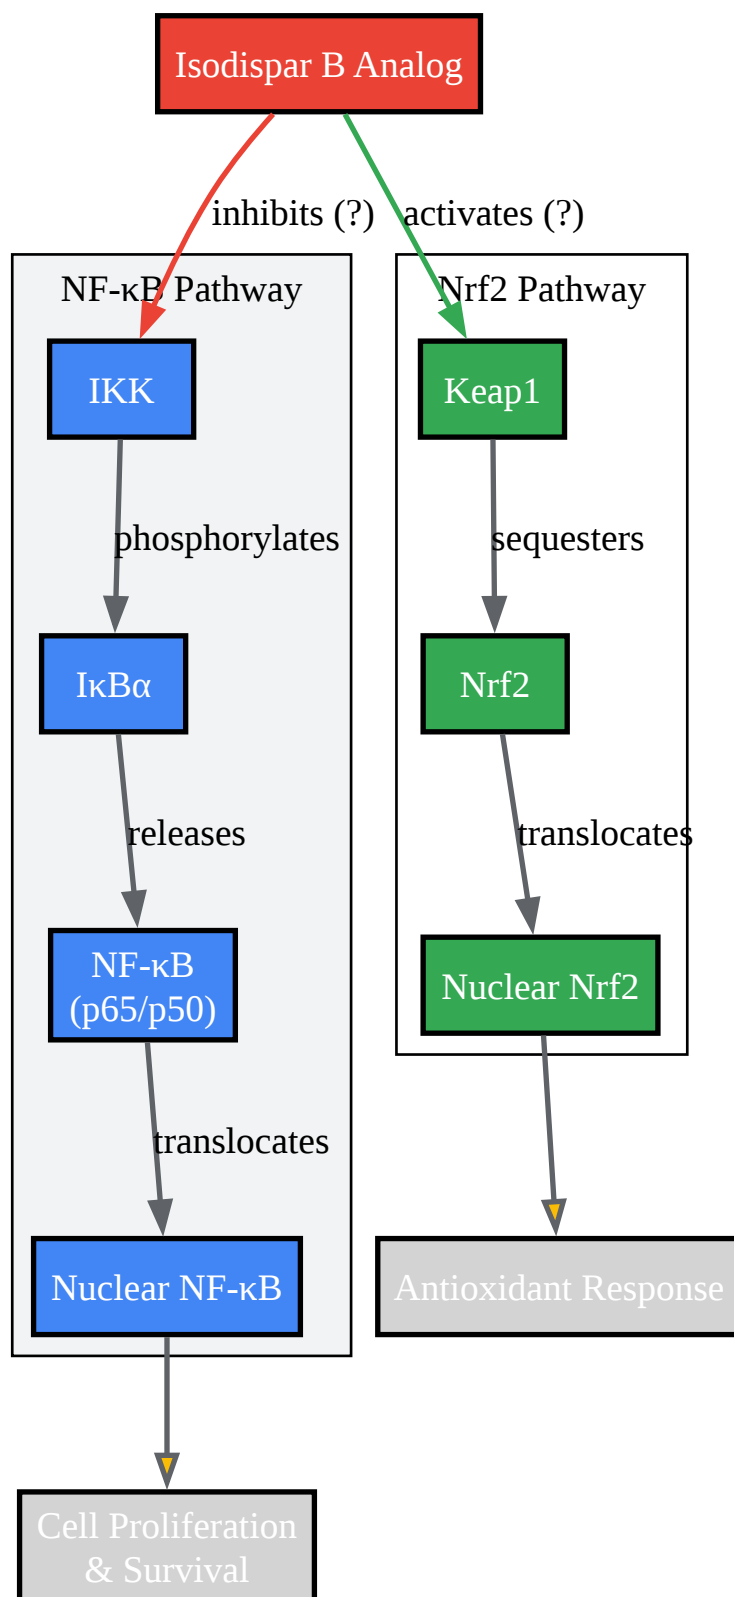 Isodispar B Analog
inhibits (?)
activates (?)
NF-κB Pathway
Nrf2 Pathway
IKK
Keap1
phosphorylates
sequesters
IκBα
Nrf2
releases
translocates
NF-κB
(p65/p50)
Nuclear Nrf2
translocates
Nuclear NF-κB
Antioxidant Response
Cell Proliferation
& Survival